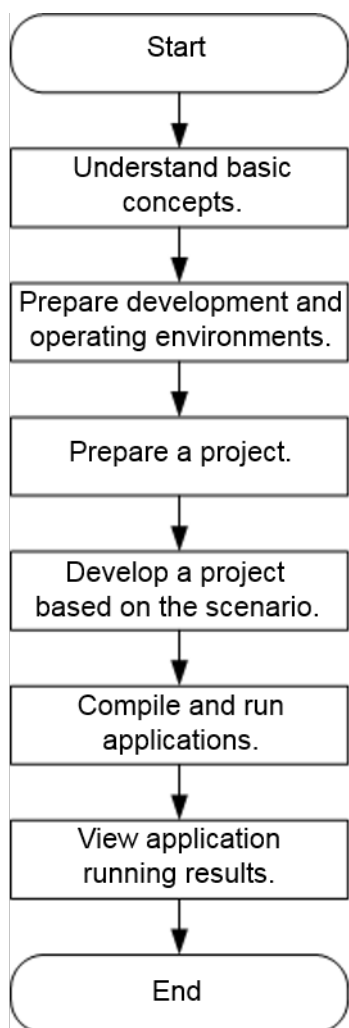 Start
Understand basic
concepts.
Prepare development and
operating environments.
Prepare a project.
Develop a project
based on the scenario.
Compile and run
applications.
View application
running results.
End